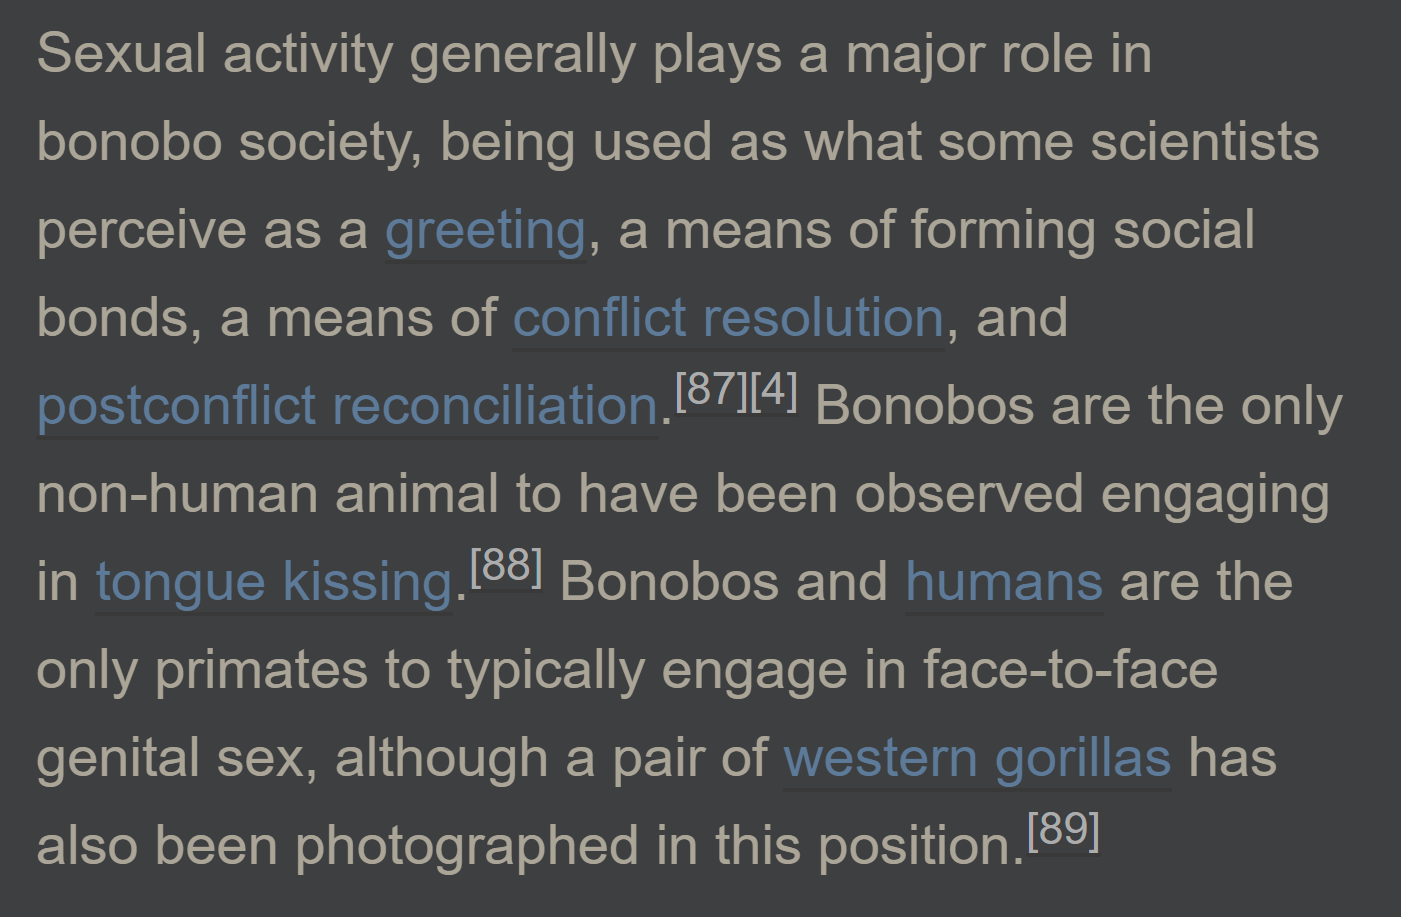 Sexual activity generally plays a major role in
bonobo society, being used as what some scientists
perceive as a greeting, a means of forming social
bonds, a means of conflict resolution, and
postconflict reconciliation.[87][4] Bonobos are the only
non-human animal to have been observed engaging
in tongue kissing.[88] Bonobos and humans are the
only primates to typically engage in face-to-face
genital sex, although a pair of western gorillas has
also been photographed in this position.[89]